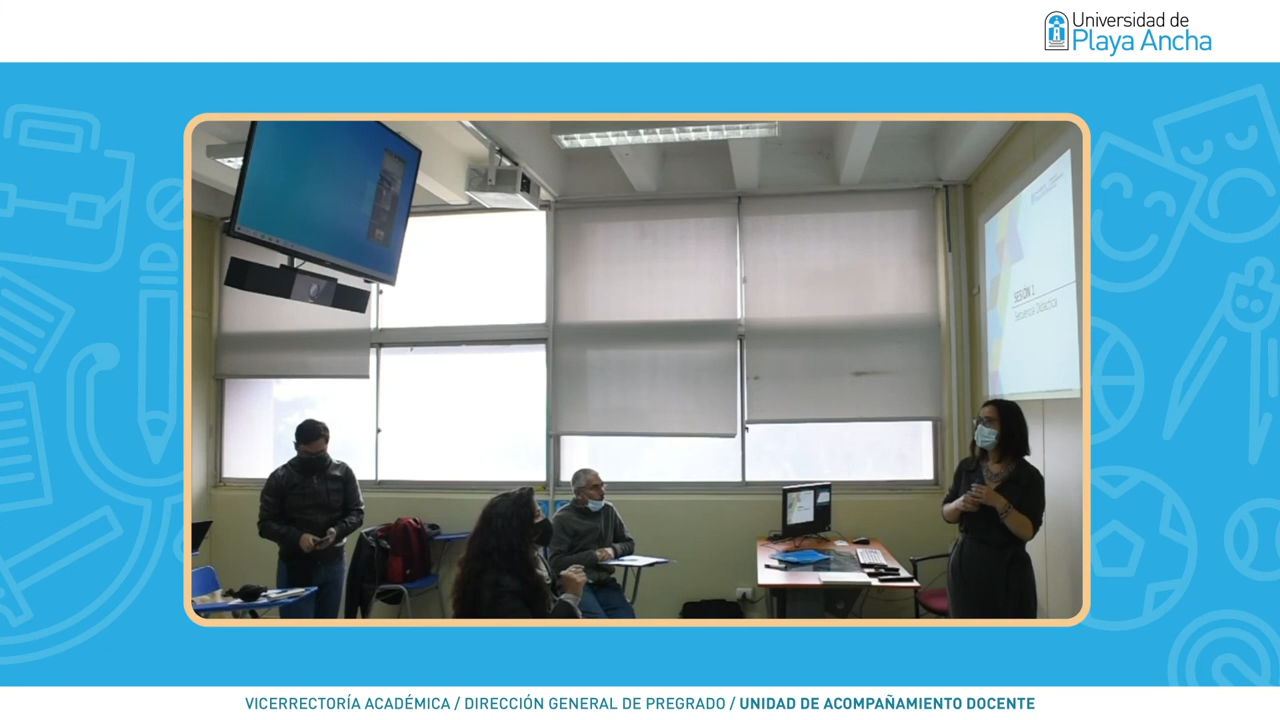 Universidad de
Playa Ancha
SESIÓN 1
Secuencia Didáctica
VICERRECTORÍA ACADÉMICA / DIRECCIÓN GENERAL DE PREGRADO / UNIDAD DE ACOMPAÑAMIENTO DOCENTE